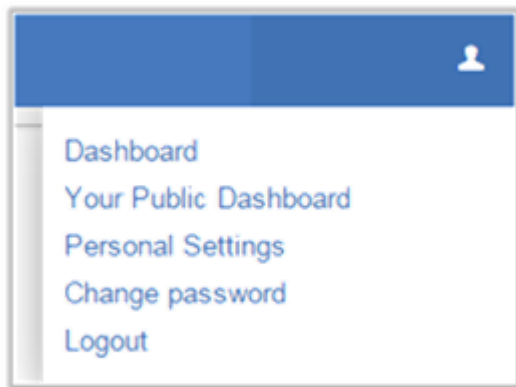 Dashboard
Your Public Dashboard
Personal Settings
Change password
Logout